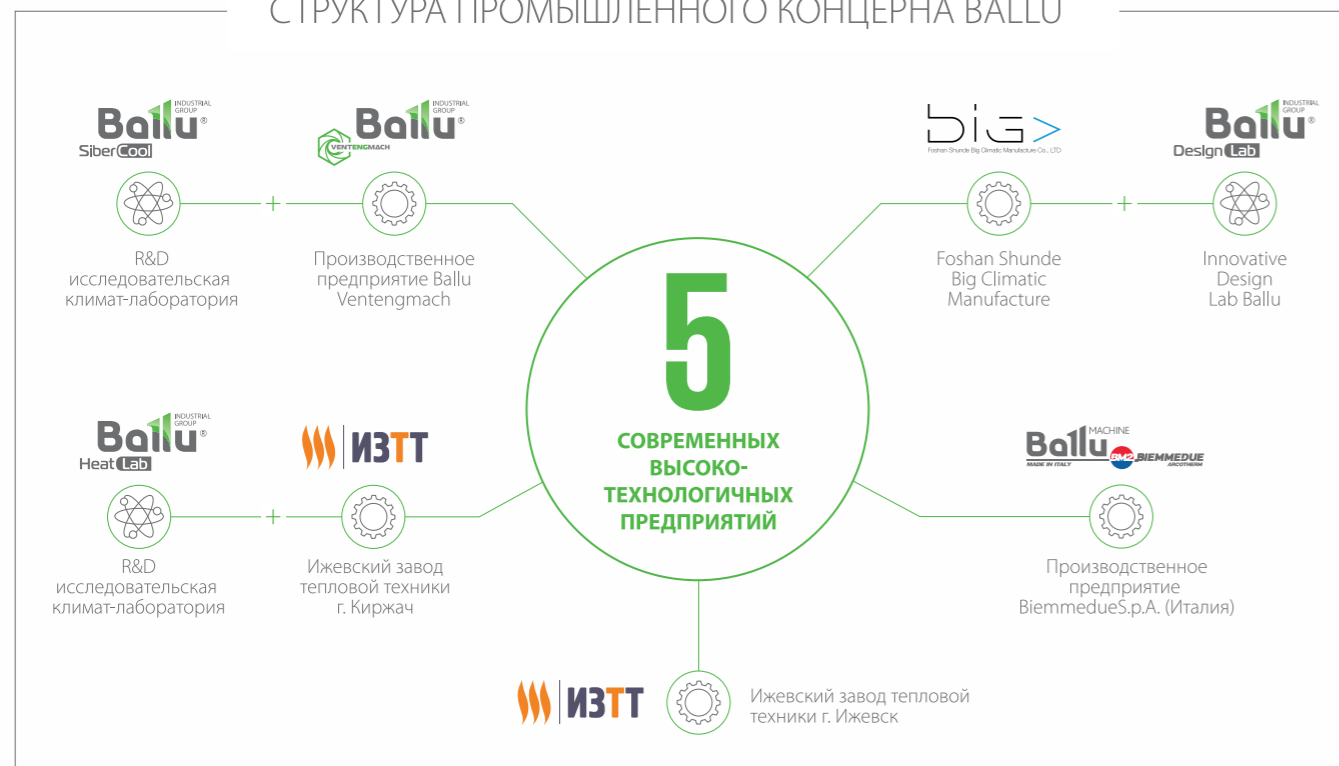 СТРУКТУРА ПРОМЫШЛЕННОГО КОНЦЕРНА BALLU
Ballu®
INDUSTRIAL
GROUP
SiberCool
R&D
исследовательская
климат-лаборатория
+
Ballu®
INDUSTRIAL
GROUP
VENTENGMACH
Производственное
предприятие Ballu
Ventengmach
BIG>
Foshan Shunde Big Climatic Manufacture Co., LTD
Foshan Shunde
Big Climatic
Manufacture
+
Ballu®
INDUSTRIAL
GROUP
Design Lab
Innovative
Design
Lab Ballu
5
СОВРЕМЕННЫХ
ВЫСОКО-
ТЕХНОЛОГИЧНЫХ
ПРЕДПРИЯТИЙ
Ballu®
INDUSTRIAL
GROUP
Heat Lab
R&D
исследовательская
климат-лаборатория
+
ИЗТТ
Ижевский завод
тепловой техники
г. Киржач
Ballu
MACHINE
MADE IN ITALY
BM2 BIEMMEDUE
ARCOTHERM
Производственное
предприятие
BiemmedueS.p.A. (Италия)
ИЗТТ
Ижевский завод тепловой
техники г. Ижевск